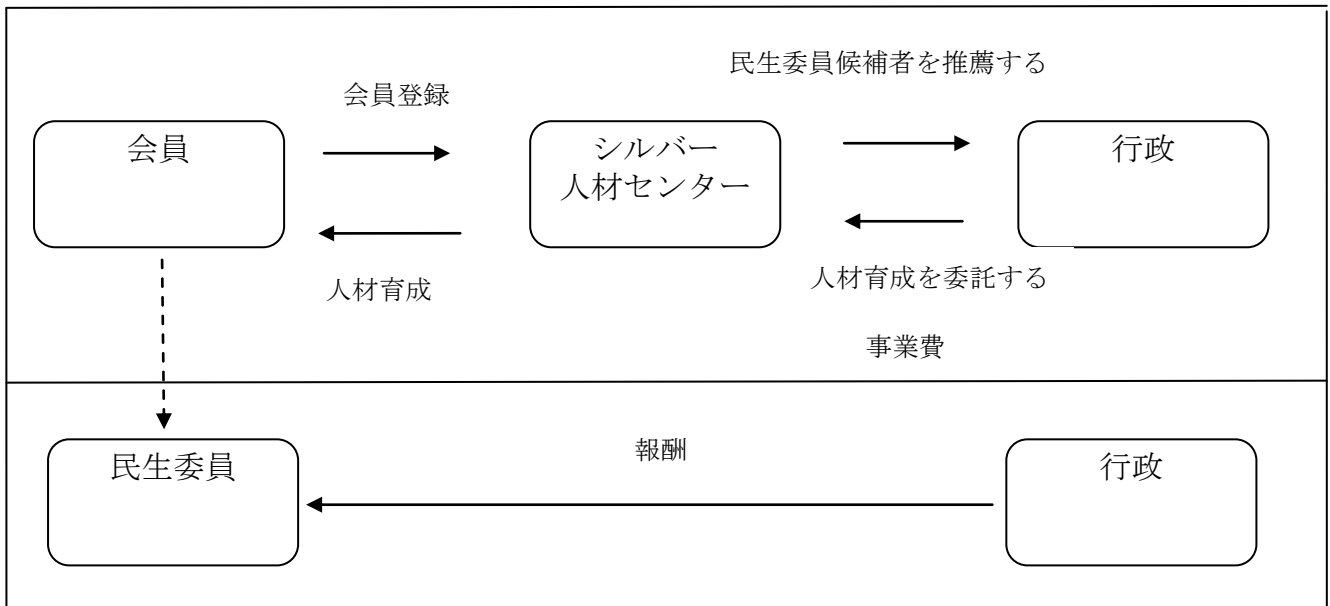 民生委員候補者を推薦する
会員登録
会員
シルバー
人材センター
行政
人材育成
人材育成を委託する
事業費
民生委員
報酬
行政